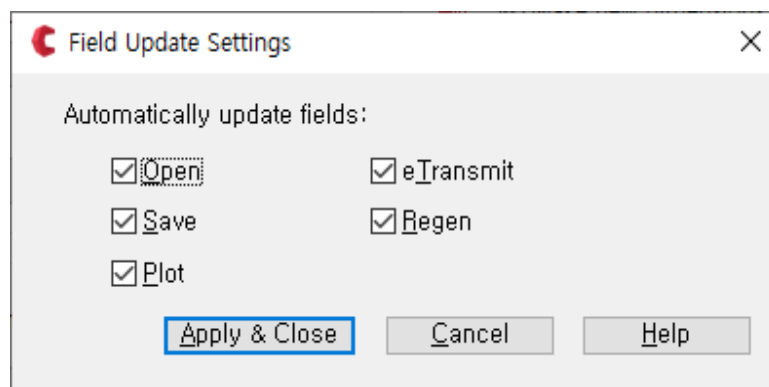 Field Update Settings
Automatically update fields:
Open
eTransmit
Save
Regen
Plot
Apply & Close
Cancel
Help